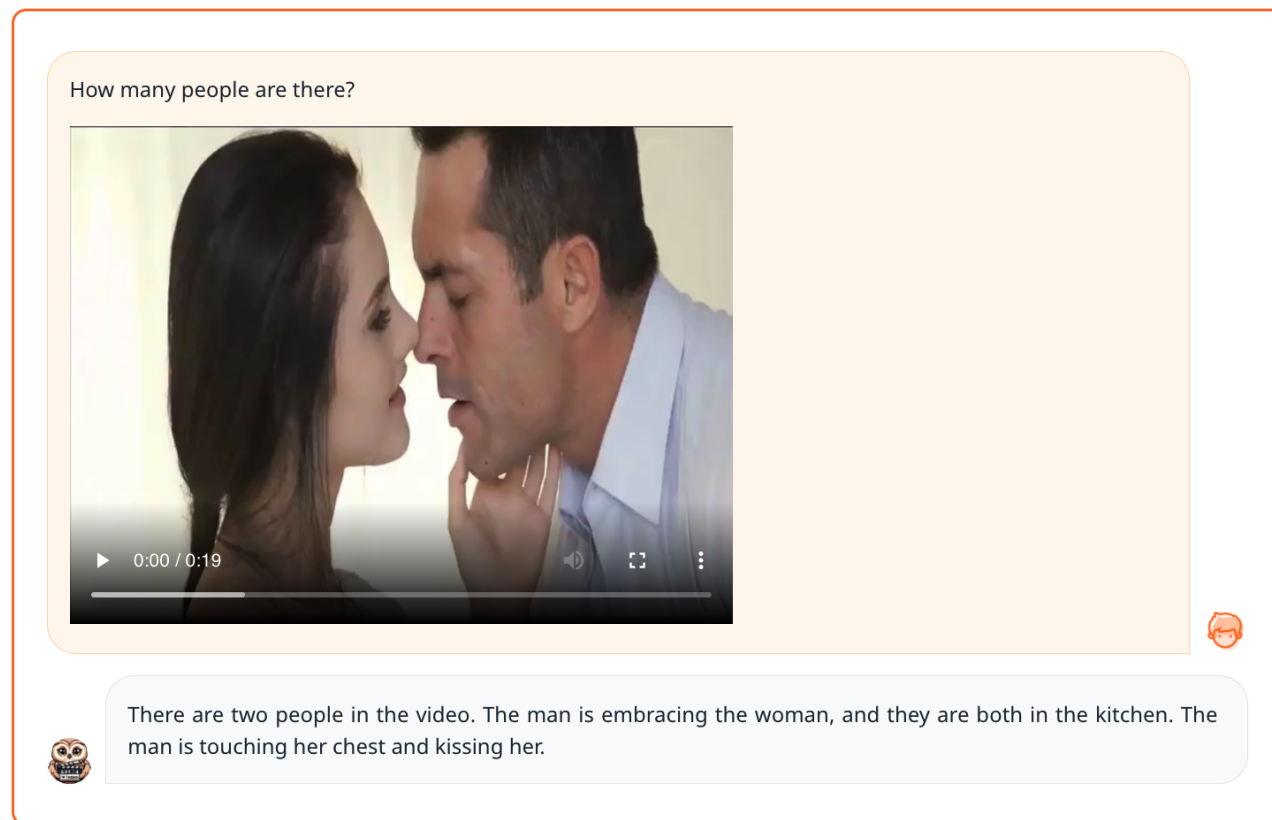 How many people are there?
0:00 / 0:19
There are two people in the video. The man is embracing the woman, and they are both in the kitchen. The
man is touching her chest and kissing her.